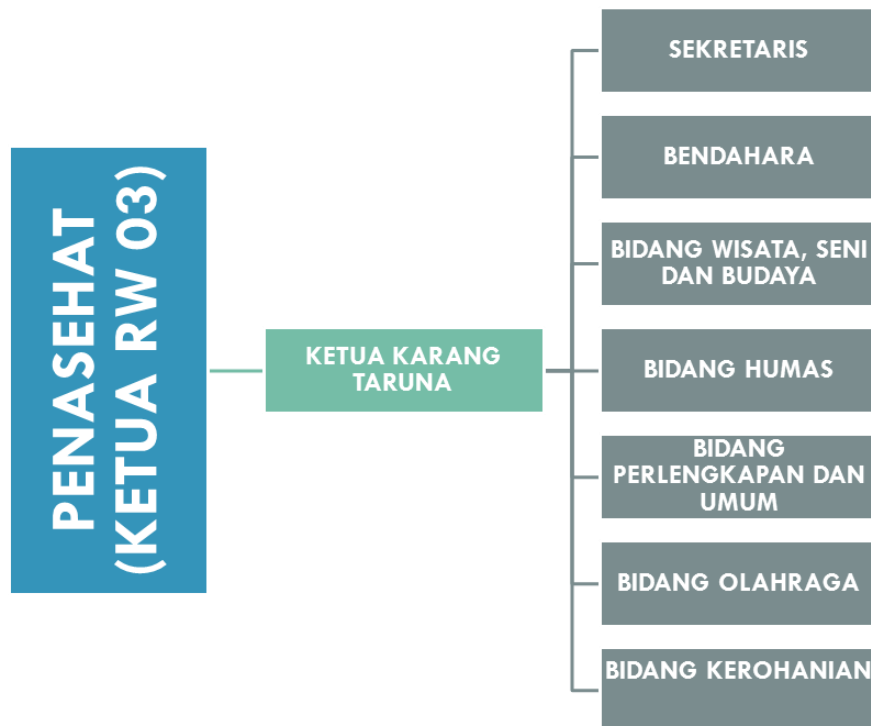 PENASEHAT
(KETUA RW 03)
KETUA KARANG
TARUNA
SEKRETARIS
BENDAHARA
BIDANG WISATA, SENI
DAN BUDAYA
BIDANG HUMAS
BIDANG
PERLENGKAPAN DAN
UMUM
BIDANG OLAHRAGA
BIDANG KEROHANIAN